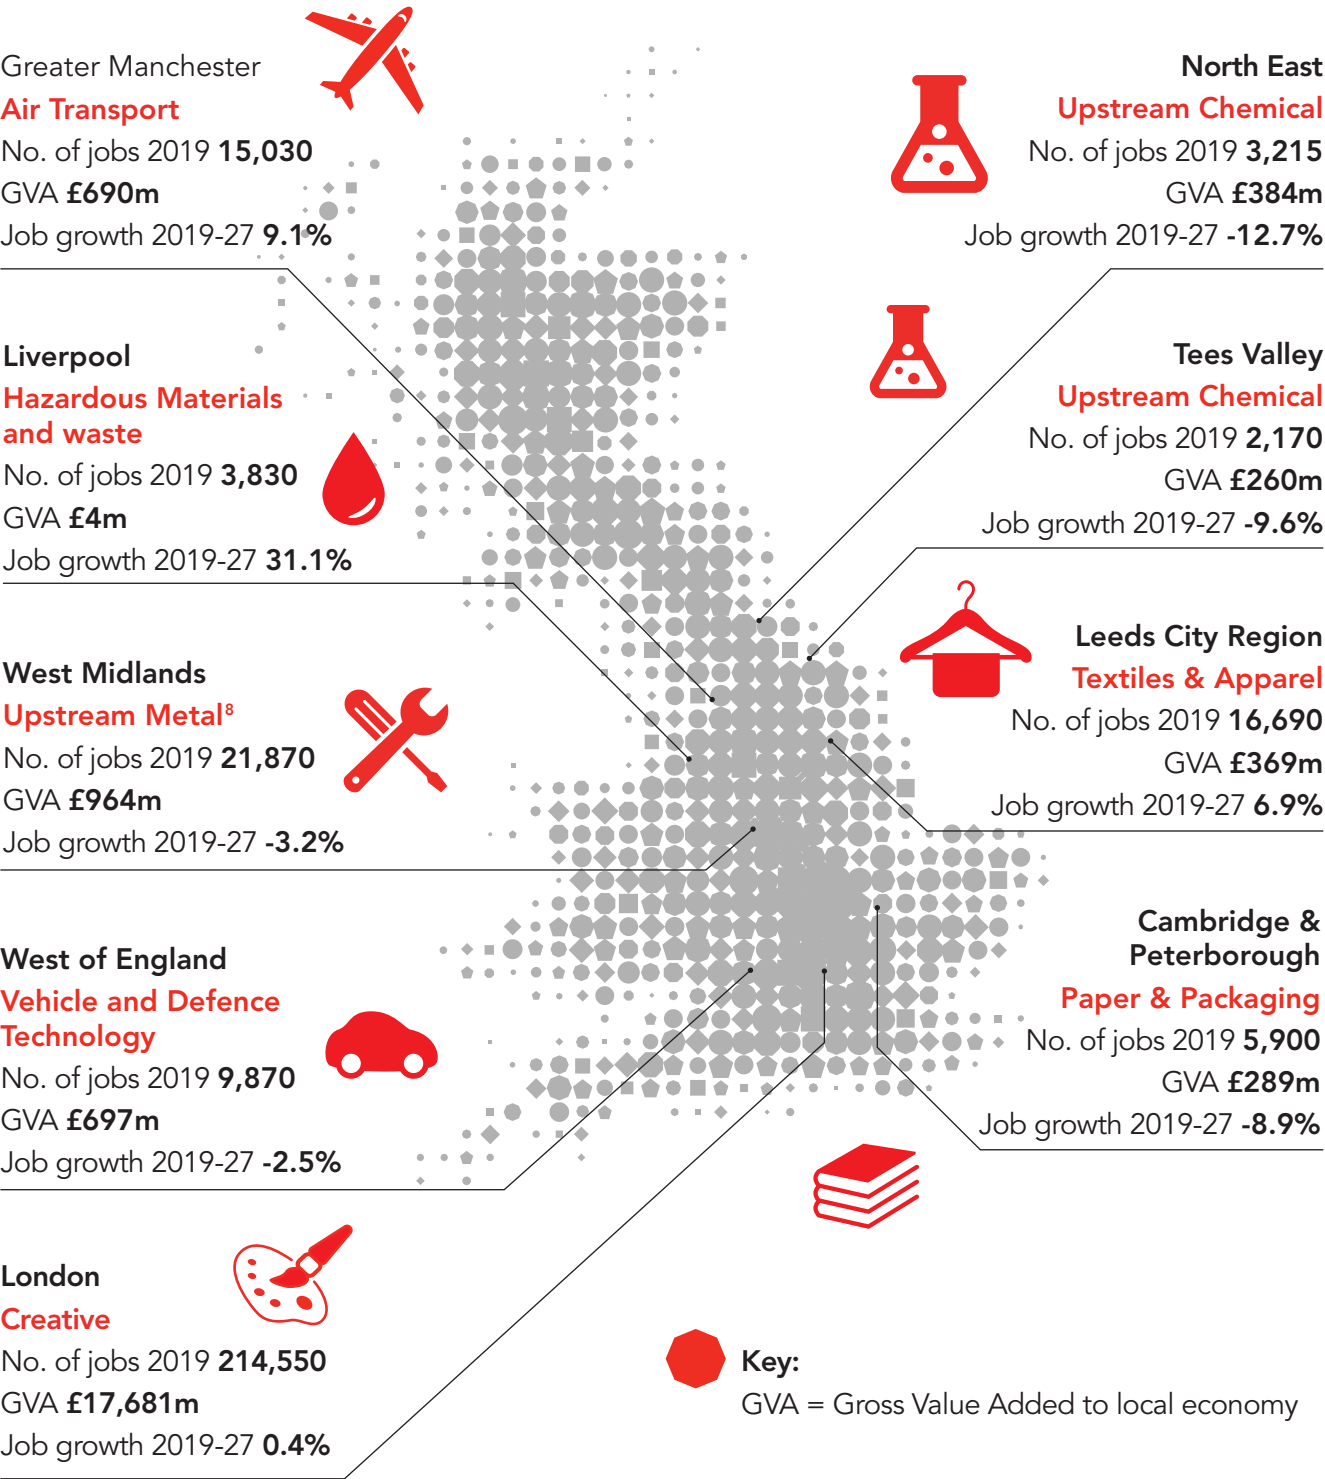 Greater Manchester
Air Transport
No. of jobs 2019 15,030
GVA £690m
Job growth 2019-27 9.1%
Liverpool
Hazardous Materials
and waste
No. of jobs 2019 3,830
GVA £4m
Job growth 2019-27 31.1%
West Midlands
Upstream Metal⁸
No. of jobs 2019 21,870
GVA £964m
Job growth 2019-27 -3.2%
West of England
Vehicle and Defence
Technology
No. of jobs 2019 9,870
GVA £697m
Job growth 2019-27 -2.5%
London
Creative
No. of jobs 2019 214,550
GVA £17,681m
Job growth 2019-27 0.4%
North East
Upstream Chemical
No. of jobs 2019 3,215
GVA £384m
Job growth 2019-27 -12.7%
Tees Valley
Upstream Chemical
No. of jobs 2019 2,170
GVA £260m
Job growth 2019-27 -9.6%
Leeds City Region
Textiles & Apparel
No. of jobs 2019 16,690
GVA £369m
Job growth 2019-27 6.9%
Cambridge &
Peterborough
Paper & Packaging
No. of jobs 2019 5,900
GVA £289m
Job growth 2019-27 -8.9%
Key:
GVA = Gross Value Added to local economy